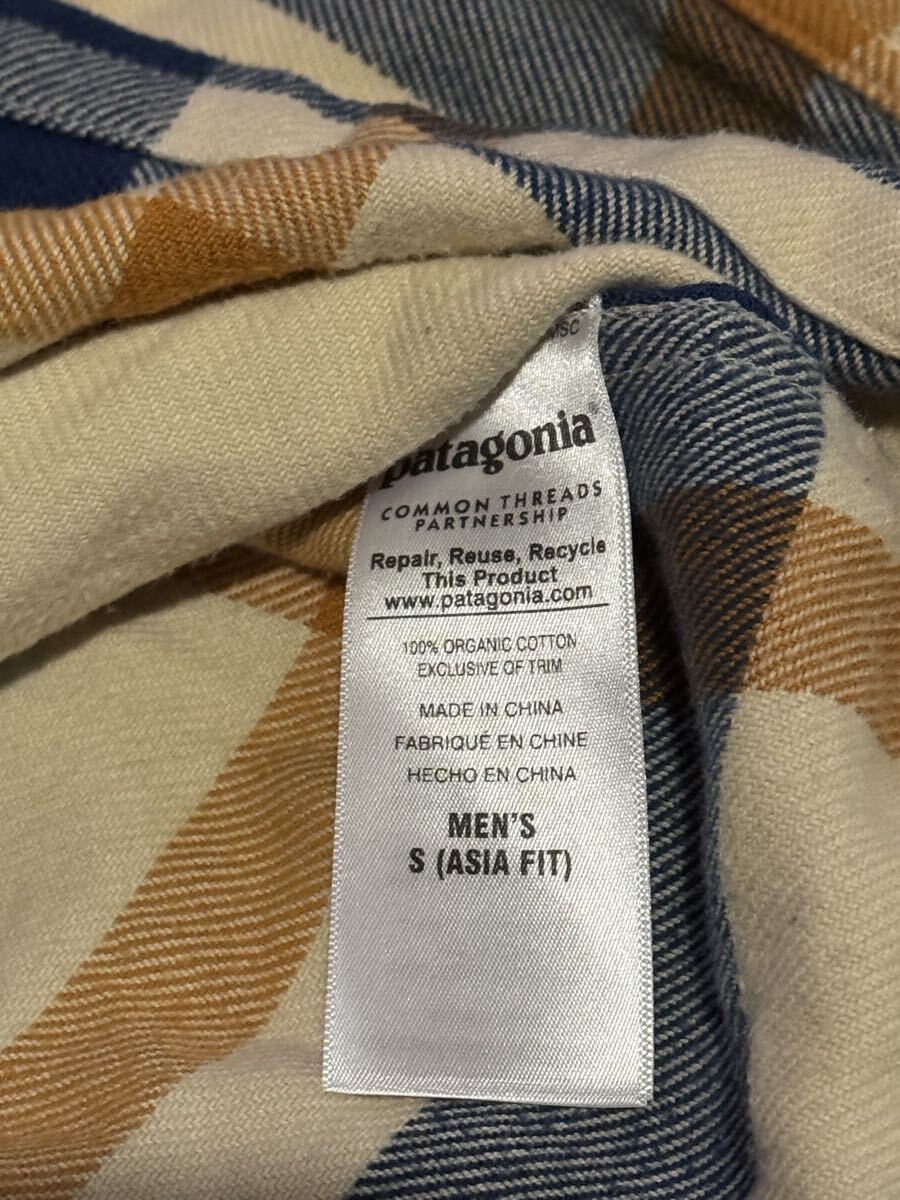 MSC
patagonia®
COMMON THREADS
PARTNERSHIP
Repair, Reuse, Recycle
This Product
www.patagonia.com
100% ORGANIC COTTON
EXCLUSIVE OF TRIM
MADE IN CHINA
FABRIQUÉ EN CHINE
HECHO EN CHINA
MEN'S
S (ASIA FIT)